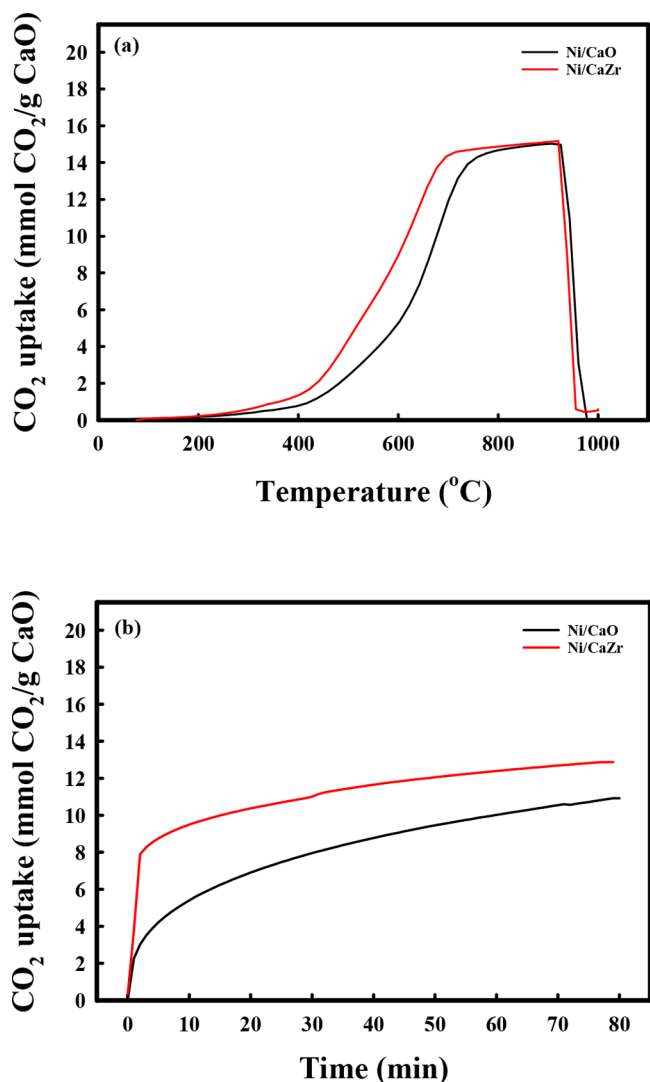 (a)
Ni/CaO
Ni/CaZr
CO₂ uptake (mmol CO₂/g CaO)
20
18
16
14
12
10
8
6
4
2
0
0 200 400 600 800 1000
Temperature (°C)
(b)
Ni/CaO
Ni/CaZr
CO₂ uptake (mmol CO₂/g CaO)
20
18
16
14
12
10
8
6
4
2
0
0 10 20 30 40 50 60 70 80
Time (min)